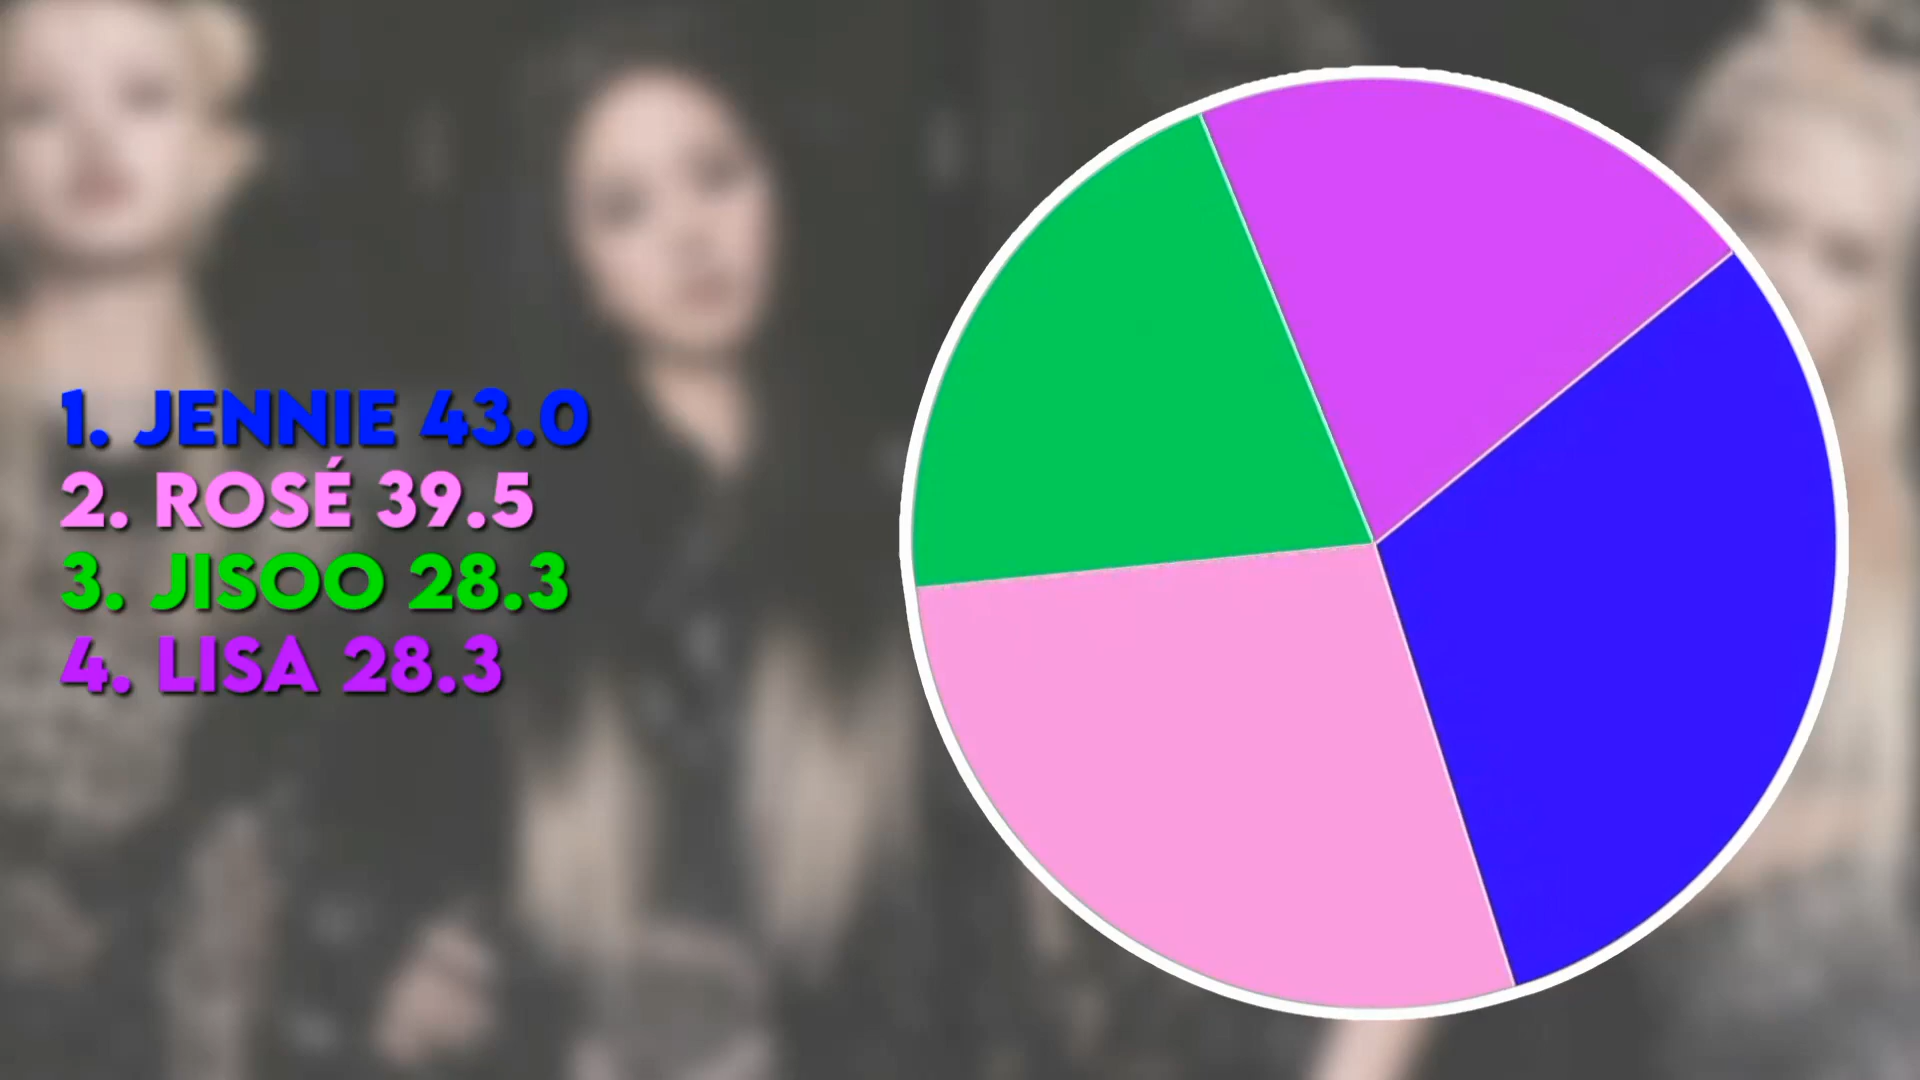 1. JENNIE 43.0
2. ROSÉ 39.5
3. JISOO 28.3
4. LISA 28.3